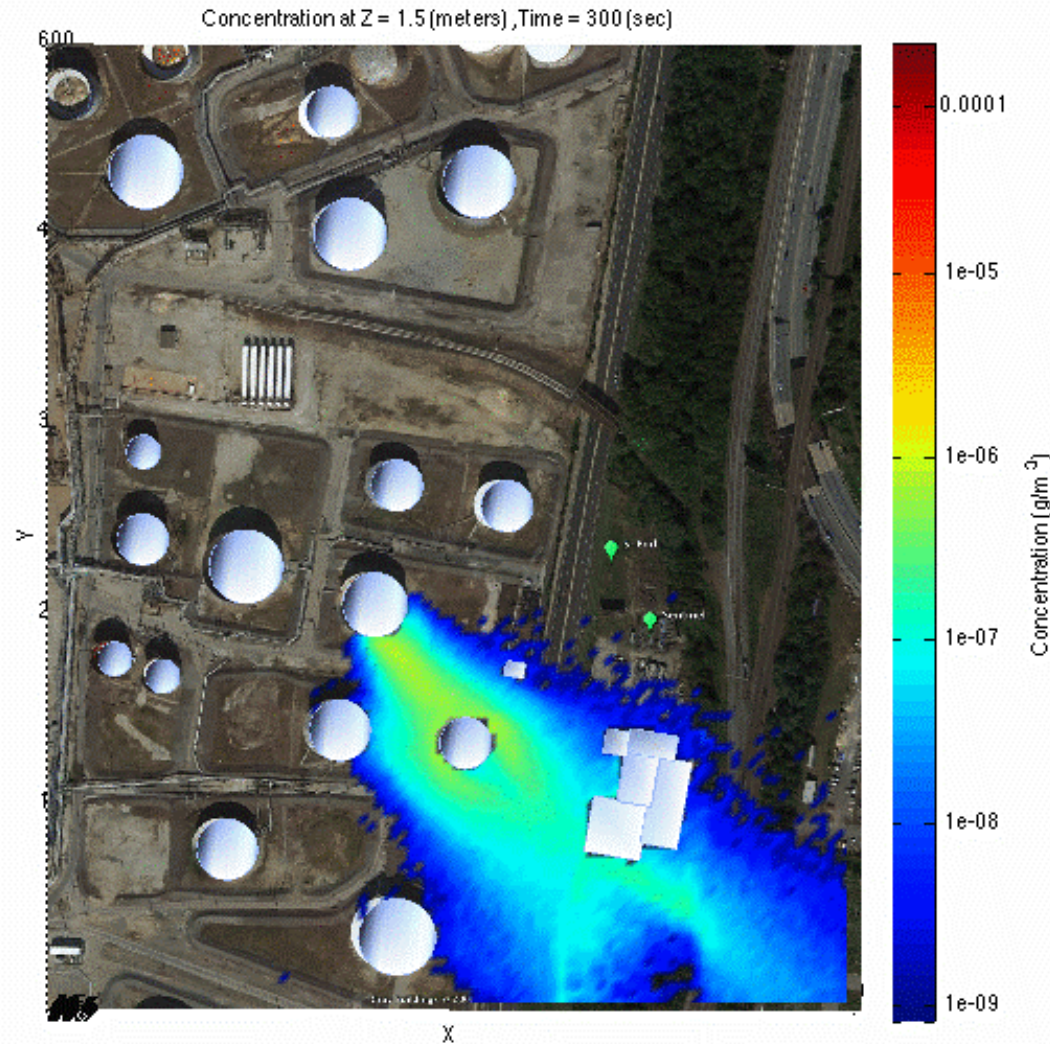 Concentration at Z = 1.5 (meters) ,Time = 300 (sec)
600
4
3
2
1
Y
X
0.0001
1e-05
1e-06
1e-07
1e-08
1e-09
Concentration (g/m^3)
Sentinel